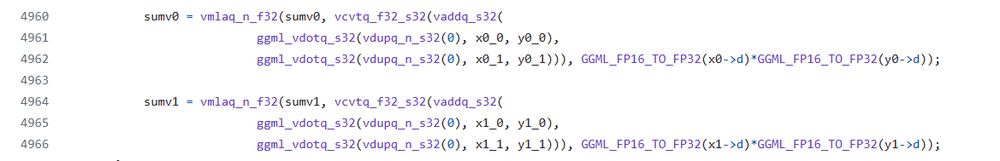 4960 sumv0 = vmlaq_n_f32(sumv0, vcvtq_f32_s32(vaddq_s32(
4961 ggml_vdotq_s32(vdupq_n_s32(0), x0_0, y0_0),
4962 ggml_vdotq_s32(vdupq_n_s32(0), x0_1, y0_1))), GGML_FP16_TO_FP32(x0->d)*GGML_FP16_TO_FP32(y0->d));
4963
4964 sumv1 = vmlaq_n_f32(sumv1, vcvtq_f32_s32(vaddq_s32(
4965 ggml_vdotq_s32(vdupq_n_s32(0), x1_0, y1_0),
4966 ggml_vdotq_s32(vdupq_n_s32(0), x1_1, y1_1))), GGML_FP16_TO_FP32(x1->d)*GGML_FP16_TO_FP32(y1->d));